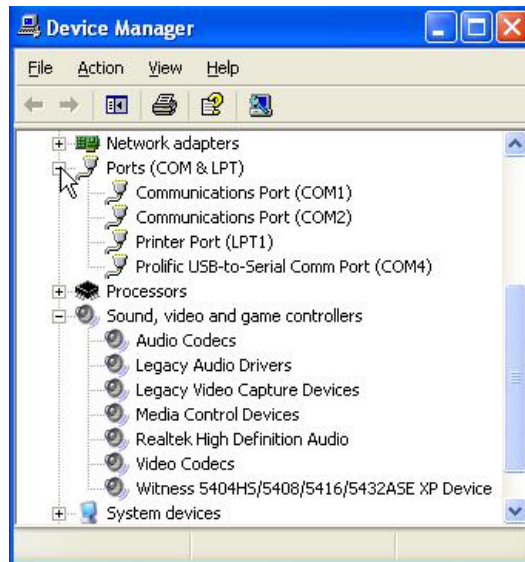 Device Manager
File Action View Help
Network adapters
Ports (COM & LPT)
Communications Port (COM1)
Communications Port (COM2)
Printer Port (LPT1)
Prolific USB-to-Serial Comm Port (COM4)
Processors
Sound, video and game controllers
Audio Codecs
Legacy Audio Drivers
Legacy Video Capture Devices
Media Control Devices
Realtek High Definition Audio
Video Codecs
Witness 5404HS/5408/5416/5432ASE XP Device
System devices